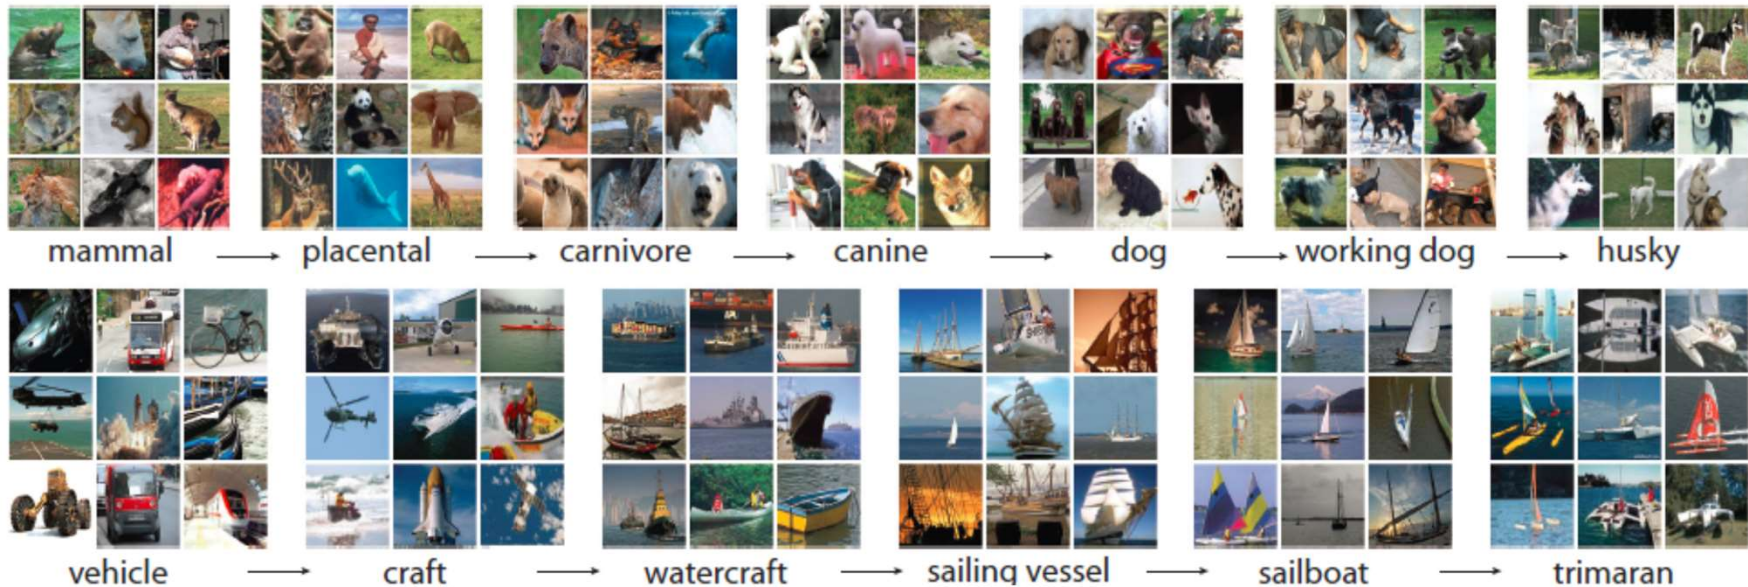 mammal → placental → carnivore → canine → dog → working dog → husky
vehicle → craft → watercraft → sailing vessel → sailboat → trimaran